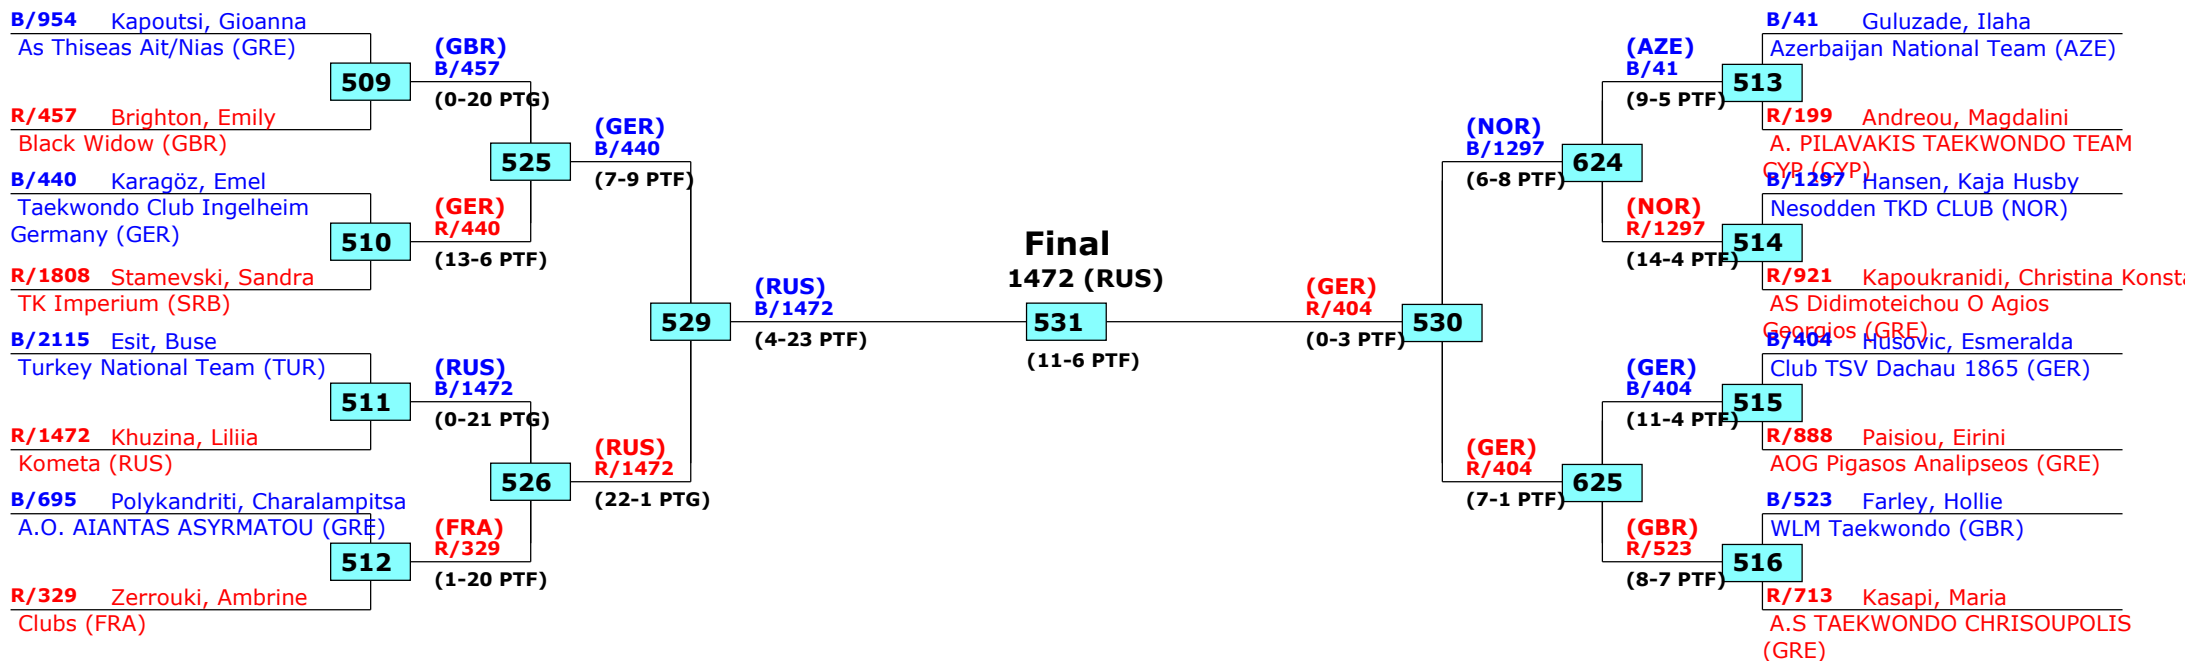 B/954 Kapoutsi, Gioanna
As Thiseas Ait/Nias (GRE)
509
R/457 Brighton, Emily
Black Widow (GBR)
B/440 Karagöz, Emel
Taekwondo Club Ingelheim
Germany (GER)
510
R/1808 Stamevski, Sandra
TK Imperium (SRB)
B/2115 Esit, Buse
Turkey National Team (TUR)
511
R/1472 Khuzina, Liliia
Kometa (RUS)
B/695 Polykandriti, Charalampitsa
A.O. AIANTAS ASYRMATOU (GRE)
512
R/329 Zerrouki, Ambrine
Clubs (FRA)
(GBR)
B/457
(0-20 PTG)
525
(GER)
R/440
(13-6 PTF)
(RUS)
B/1472
(0-21 PTG)
526
(FRA)
R/329
(1-20 PTF)
(GER)
B/440
(7-9 PTF)
529
(RUS)
R/1472
(22-1 PTG)
(RUS)
B/1472
(4-23 PTF)
Final
1472 (RUS)
531
(11-6 PTF)
(GER)
R/404
(0-3 PTF)
530
(NOR)
B/1297
(6-8 PTF)
624
(GER)
R/404
(7-1 PTF)
625
(AZE)
B/41
(9-5 PTF)
(NOR)
R/1297
(14-4 PTF)
(GER)
B/404
(11-4 PTF)
(GBR)
R/523
(8-7 PTF)
B/41 Guluzade, Ilaha
Azerbaijan National Team (AZE)
513
R/199 Andreou, Magdalini
A. PILAVAKIS TAEKWONDO TEAM
CYP (CYP)
B/1297 Hansen, Kaja Husby
Nesodden TKD CLUB (NOR)
514
R/921 Kapoukranidi, Christina Konsta
AS Didimoteichou O Agios
Georgios (GRE)
B/404 Husovic, Esmeralda
Club TSV Dachau 1865 (GER)
515
R/888 Paisiou, Eirini
AOG Pigasos Analipseos (GRE)
B/523 Farley, Hollie
WLM Taekwondo (GBR)
516
R/713 Kasapi, Maria
A.S TAEKWONDO CHRISOUPOLIS
(GRE)